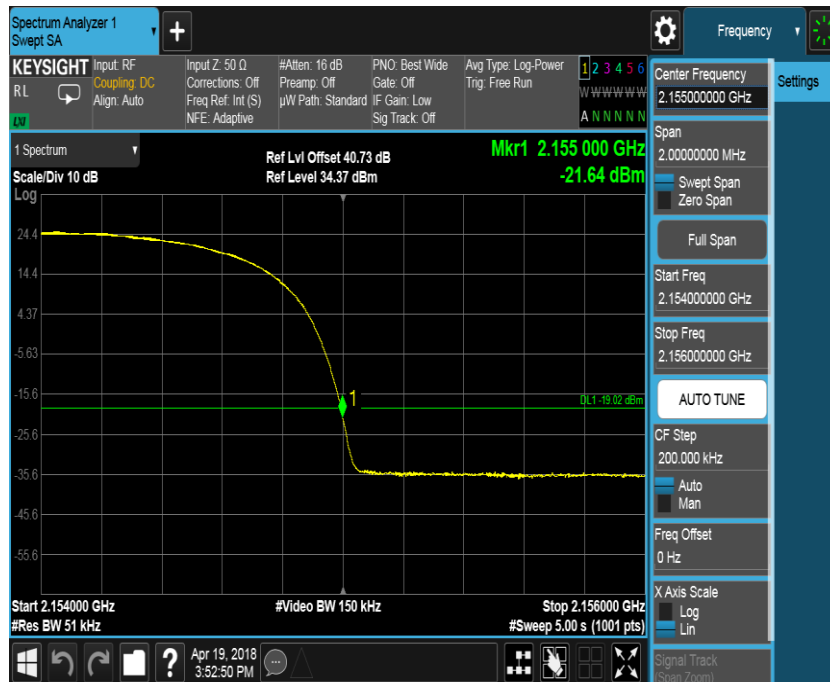 Spectrum Analyzer 1
Swept SA
+
Frequency
KEYSIGHT
RL
LXI
Input: RF
Coupling: DC
Align: Auto
Input Z: 50 Ω
Corrections: Off
Freq Ref: Int (S)
NFE: Adaptive
#Atten: 16 dB
Preamp: Off
µW Path: Standard
PNO: Best Wide
Gate: Off
IF Gain: Low
Sig Track: Off
Avg Type: Log-Power
Trig: Free Run
1 2 3 4 5 6
W W W W W W
A N N N N N
1 Spectrum
Scale/Div 10 dB
Log
Ref Lvl Offset 40.73 dB
Ref Level 34.37 dBm
Mkr1 2.155 000 GHz
-21.64 dBm
24.4
14.4
4.37
-5.63
-15.6
-25.6
-35.6
-45.6
-55.6
1
DL1 -19.02 dBm
Start 2.154000 GHz
#Res BW 51 kHz
#Video BW 150 kHz
Stop 2.156000 GHz
#Sweep 5.00 s (1001 pts)
Center Frequency
2.155000000 GHz
Settings
Span
2.00000000 MHz
Swept Span
Zero Span
Full Span
Start Freq
2.154000000 GHz
Stop Freq
2.156000000 GHz
AUTO TUNE
CF Step
200.000 kHz
Auto
Man
Freq Offset
0 Hz
X Axis Scale
Log
Lin
Signal Track
(Span Zoom)
?
Apr 19, 2018
3:52:50 PM